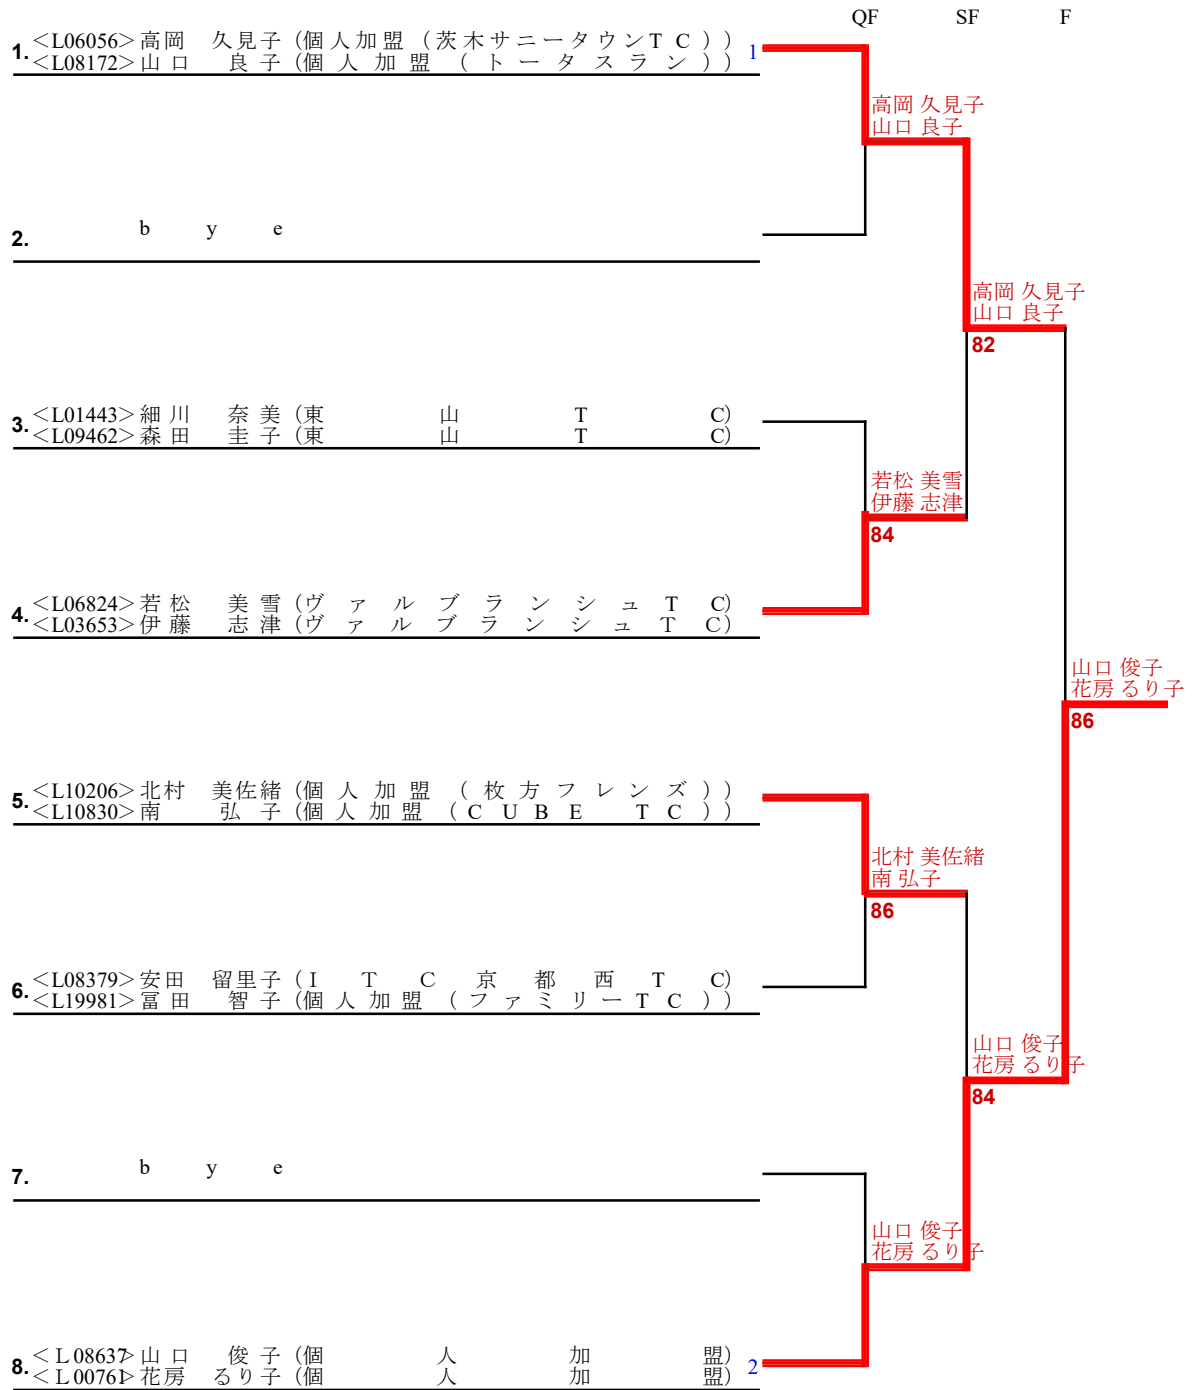 QF SF F
1. <L06056> 高岡 久見子 (個人加盟(茨木サニータウンTC)) 1
<L08172> 山口 良子 (個人加盟(トータスラン))
高岡 久見子
山口 良子
2. bye
高岡 久見子
山口 良子
82
3. <L01443> 細川 奈美 (東山TC)
<L09462> 森田 圭子 (東山TC)
若松 美雪
伊藤 志津
84
4. <L06824> 若松 美雪 (ヴァルブランシュTC)
<L03653> 伊藤 志津 (ヴァルブランシュTC)
山口 俊子
花房 るり子
86
5. <L10206> 北村 美佐緒 (個人加盟(枚方フレンズ))
<L10830> 南 弘子 (個人加盟(CUBE TC))
北村 美佐緒
南 弘子
86
6. <L08379> 安田 留里子 (ITC京都西TC)
<L19981> 冨田 智子 (個人加盟(ファミリーTC))
山口 俊子
花房 るり子
84
7. bye
山口 俊子
花房 るり子
8. <L08637> 山口 俊子 (個人加盟) 2
<L00761> 花房 るり子 (個人加盟)